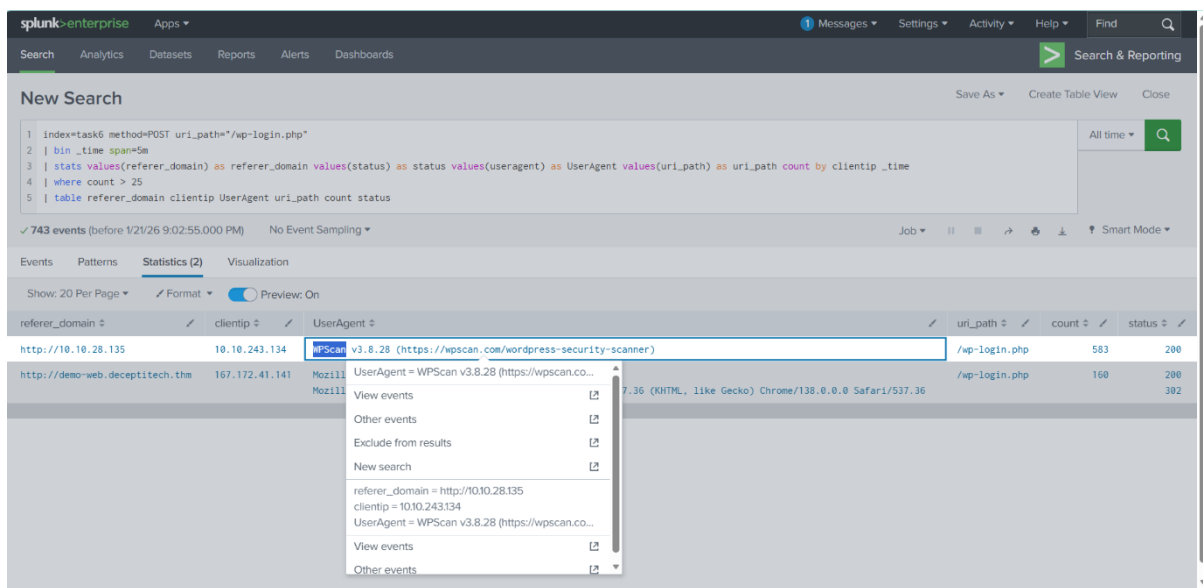 splunk>enterprise Apps 1 Messages Settings Activity Help Find
Search Analytics Datasets Reports Alerts Dashboards Search & Reporting
New Search Save As Create Table View Close
1 index=task6 method=POST uri_path="/wp-login.php" All time
2 | bin _time span=5m
3 | stats values(referer_domain) as referer_domain values(status) as status values(useragent) as UserAgent values(uri_path) as uri_path count by clientip _time
4 | where count > 25
5 | table referer_domain clientip UserAgent uri_path count status
743 events (before 1/21/26 9:02:55.000 PM) No Event Sampling Job Smart Mode
Events Patterns Statistics (2) Visualization
Show: 20 Per Page Format Preview: On
referer_domain clientip UserAgent uri_path count status
http://10.10.28.135 10.10.243.134 WPScan v3.8.28 (https://wpscan.com/wordpress-security-scanner) /wp-login.php 583 200
http://demo-web.deceptitech.thm 167.172.41.141 Mozill /wp-login.php 160 200
Mozill 7.36 (KHTML, like Gecko) Chrome/138.0.0.0 Safari/537.36 302
UserAgent = WPScan v3.8.28 (https://wpscan.co...
View events
Other events
Exclude from results
New search
referer_domain = http://10.10.28.135
clientip = 10.10.243.134
UserAgent = WPScan v3.8.28 (https://wpscan.co...
View events
Other events